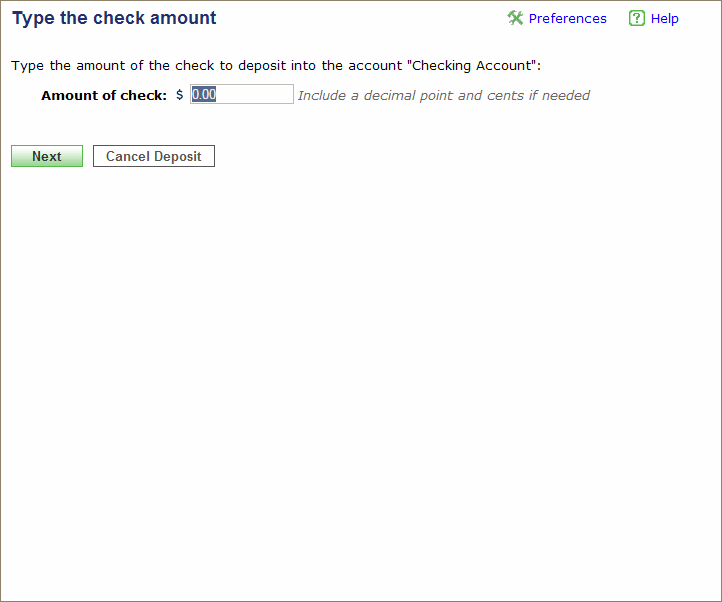 Type the check amount
Preferences
Help
Type the amount of the check to deposit into the account "Checking Account":
Amount of check: $ 0.00 Include a decimal point and cents if needed
Next
Cancel Deposit